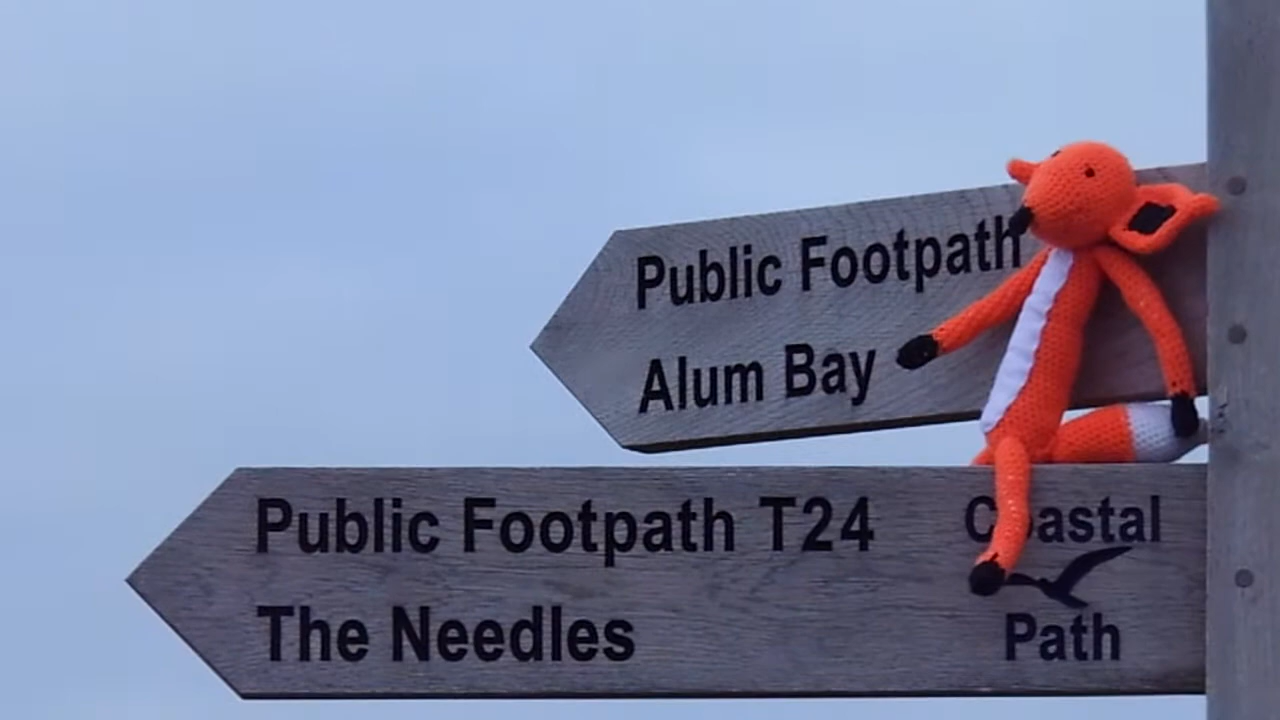 Public Footpath
Alum Bay
Public Footpath T24
The Needles
Coastal
Path